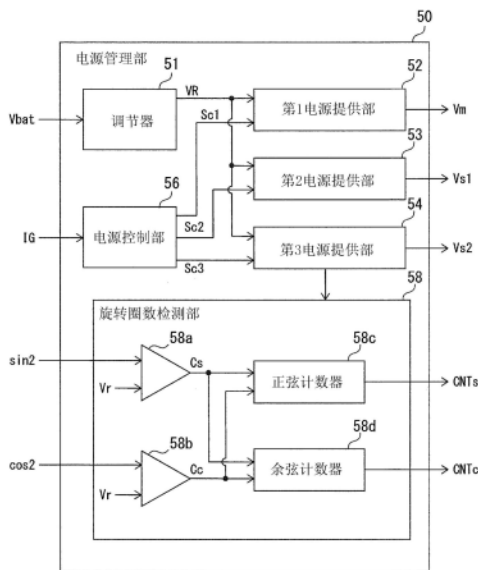 50
电源管理部
51
52
VR
Vbat
调节器
Sc1
第1电源提供部
Vm
53
56
第2电源提供部
Vs1
IG
电源控制部
Sc2
54
Sc3
第3电源提供部
Vs2
58
旋转圈数检测部
58a
58c
sin2
Cs
正弦计数器
CNTs
Vr
58b
58d
cos2
Cc
余弦计数器
CNTc
Vr